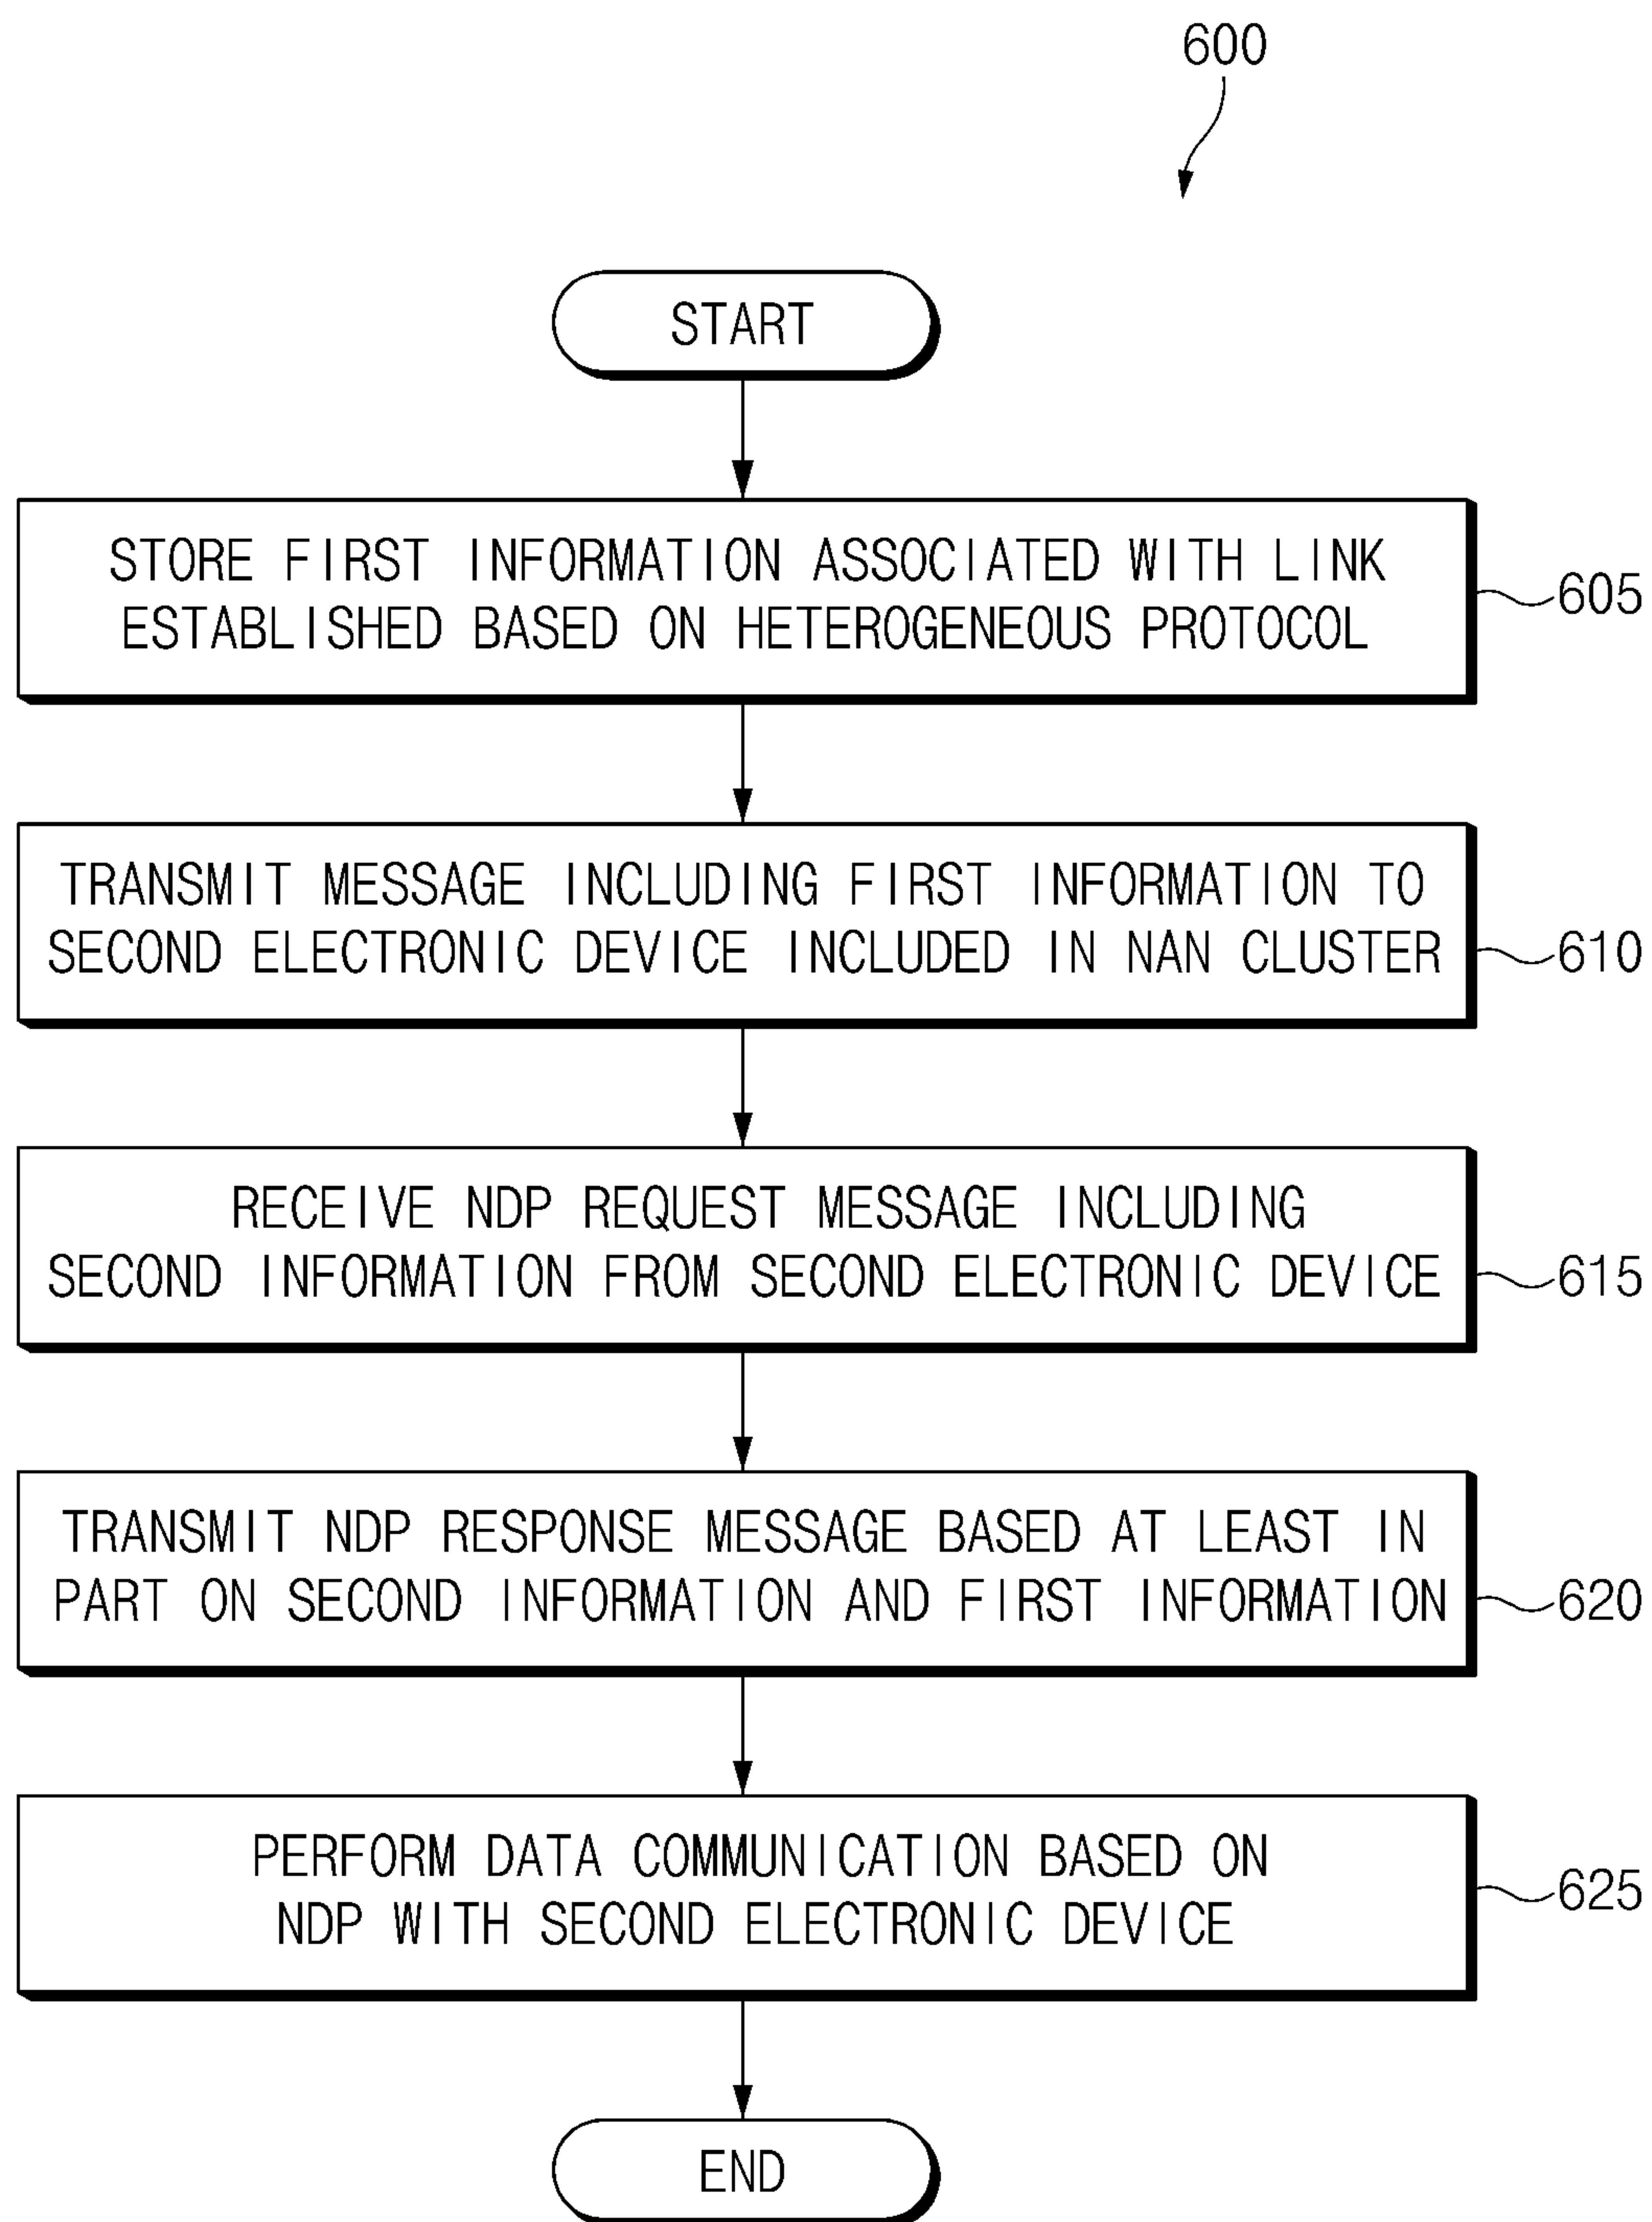 600
START
STORE FIRST INFORMATION ASSOCIATED WITH LINK
ESTABLISHED BASED ON HETEROGENEOUS PROTOCOL
605
TRANSMIT MESSAGE INCLUDING FIRST INFORMATION TO
SECOND ELECTRONIC DEVICE INCLUDED IN NAN CLUSTER
610
RECEIVE NDP REQUEST MESSAGE INCLUDING
SECOND INFORMATION FROM SECOND ELECTRONIC DEVICE
615
TRANSMIT NDP RESPONSE MESSAGE BASED AT LEAST IN
PART ON SECOND INFORMATION AND FIRST INFORMATION
620
PERFORM DATA COMMUNICATION BASED ON
NDP WITH SECOND ELECTRONIC DEVICE
625
END